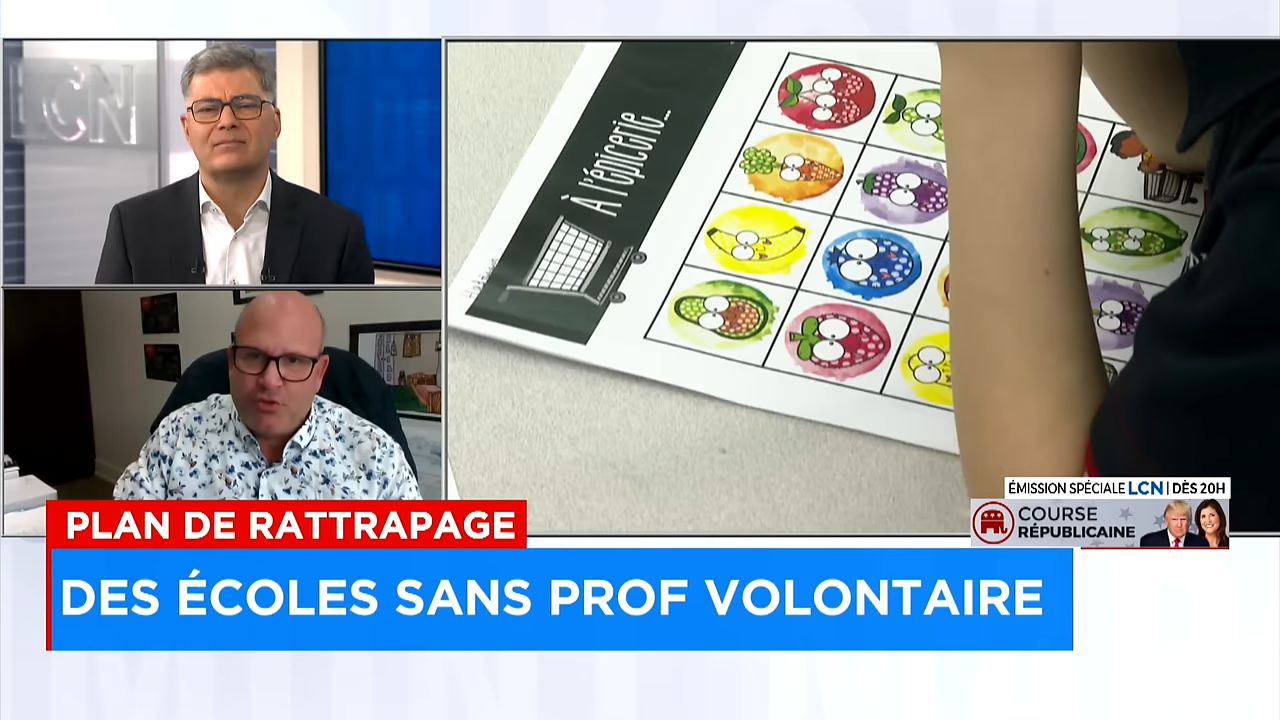 LCN
À l'épicerie...
ÉMISSION SPÉCIALE LCN | DÈS 20H
COURSE
RÉPUBLICAINE
PLAN DE RATTRAPAGE
DES ÉCOLES SANS PROF VOLONTAIRE